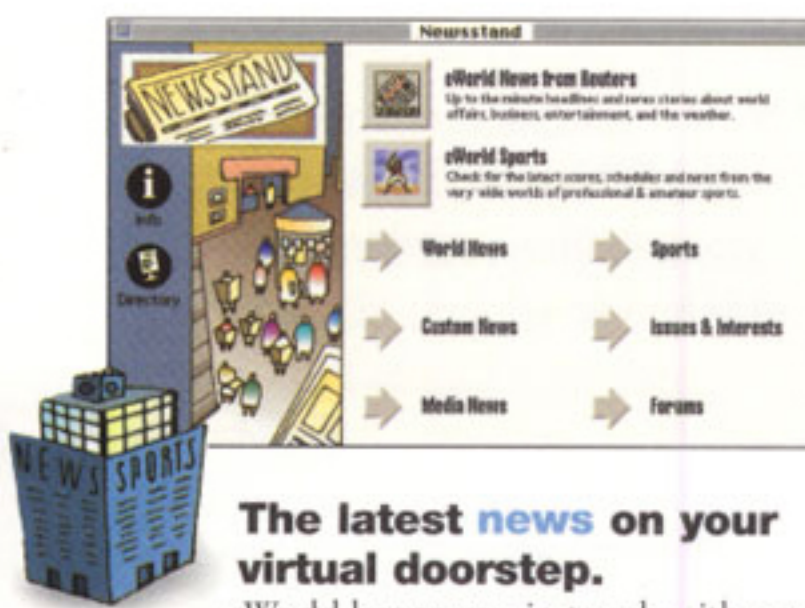 Newsstand
NEWSSTAND
eWorld News from Reuters
Up to the minute headlines and news stories about world
affairs, business, entertainment, and the weather.
eWorld Sports
Check for the latest scores, schedules and news from the
very wide worlds of professional & amateur sports.
Info
Directory
World News
Sports
Custom News
Issues & Interests
Media News
Forums
NEWS
SPORTS
The latest news on your
virtual doorstep.